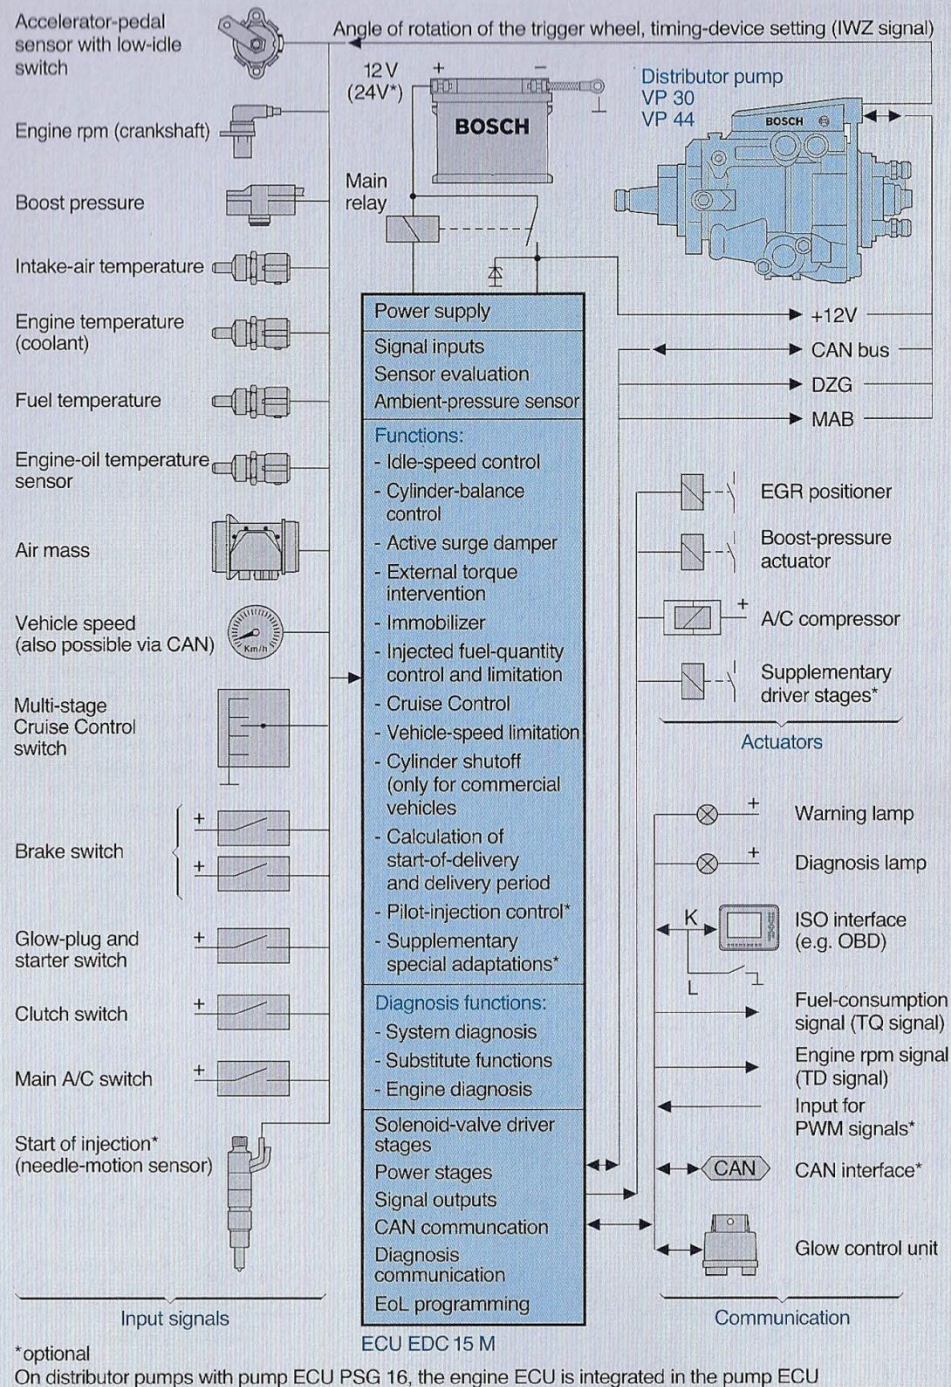 Accelerator-pedal
sensor with low-idle
switch
Engine rpm (crankshaft)
Boost pressure
Intake-air temperature
Engine temperature
(coolant)
Fuel temperature
Engine-oil temperature
sensor
Air mass
Vehicle speed
(also possible via CAN)
Km/h
Multi-stage
Cruise Control
switch
Brake switch
+
+
Glow-plug and
starter switch
+
Clutch switch
+
Main A/C switch
+
Start of injection*
(needle-motion sensor)
Input signals
Angle of rotation of the trigger wheel, timing-device setting (IWZ signal)
12 V
(24V*)
+
–
BOSCH
Main
relay
Distributor pump
VP 30
VP 44
BOSCH
Power supply
Signal inputs
Sensor evaluation
Ambient-pressure sensor
Functions:
- Idle-speed control
- Cylinder-balance
control
- Active surge damper
- External torque
intervention
- Immobilizer
- Injected fuel-quantity
control and limitation
- Cruise Control
- Vehicle-speed limitation
- Cylinder shutoff
(only for commercial
vehicles
- Calculation of
start-of-delivery
and delivery period
- Pilot-injection control*
- Supplementary
special adaptations*
Diagnosis functions:
- System diagnosis
- Substitute functions
- Engine diagnosis
Solenoid-valve driver
stages
Power stages
Signal outputs
CAN communcation
Diagnosis
communication
EoL programming
ECU EDC 15 M
+12V
CAN bus
DZG
MAB
EGR positioner
Boost-pressure
actuator
+
A/C compressor
Supplementary
driver stages*
Actuators
+
Warning lamp
+
Diagnosis lamp
K
L
ISO interface
(e.g. OBD)
Fuel-consumption
signal (TQ signal)
Engine rpm signal
(TD signal)
Input for
PWM signals*
CAN
CAN interface*
Glow control unit
Communication
*optional
On distributor pumps with pump ECU PSG 16, the engine ECU is integrated in the pump ECU